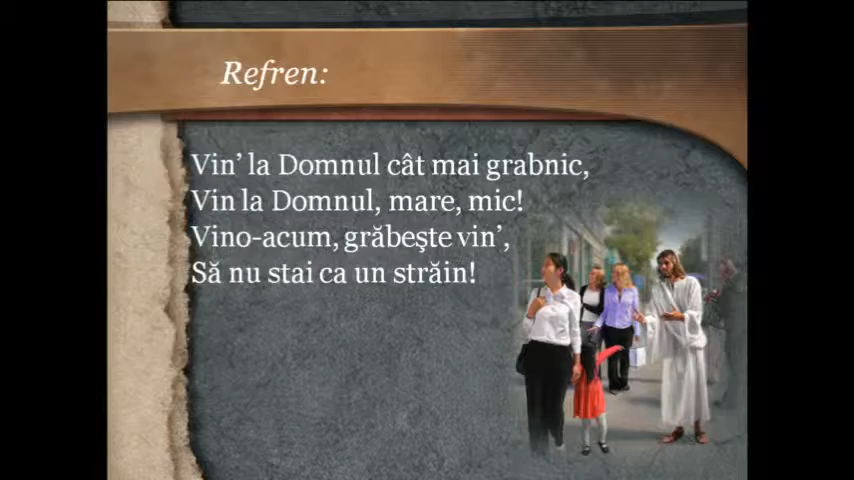 Refren:
Vin’ la Domnul cât mai grabnic,
Vin la Domnul, mare, mic!
Vino-acum, grăbeşte vin’,
Să nu stai ca un străin!